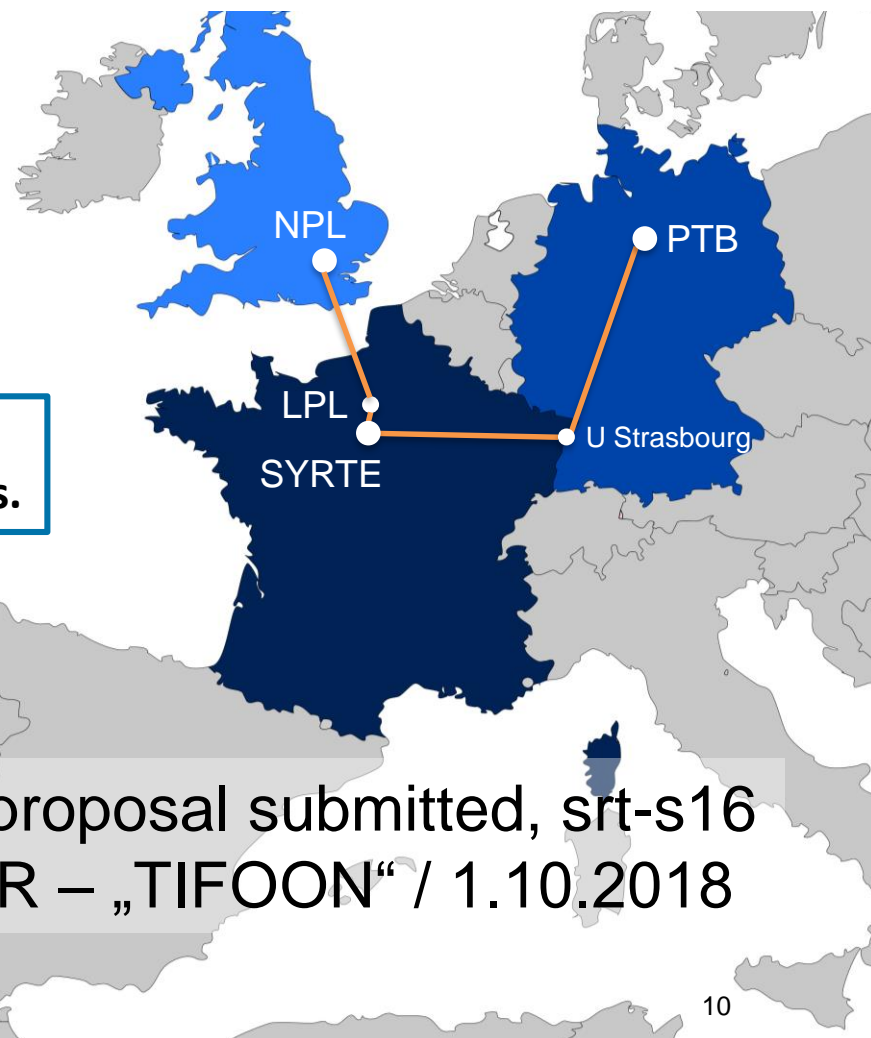 NPL
PTB
LPL
U Strasbourg
SYRTE
s.
proposal submitted, srt-s16
R – „TIFOON“ / 1.10.2018
10